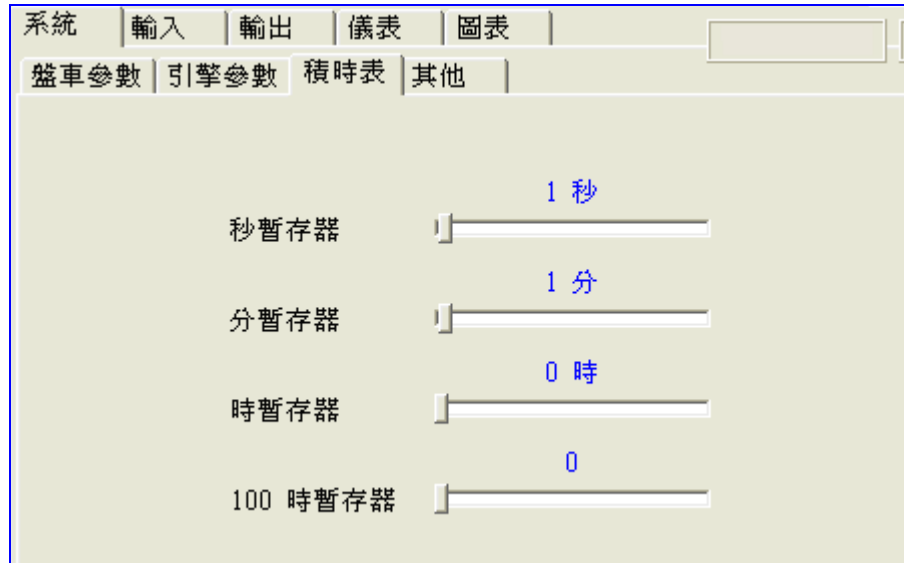 系統 輸入 輸出 儀表 圖表
盤車參數 引擎參數 積時表 其他
1 秒
秒暫存器
1 分
分暫存器
0 時
時暫存器
0
100 時暫存器